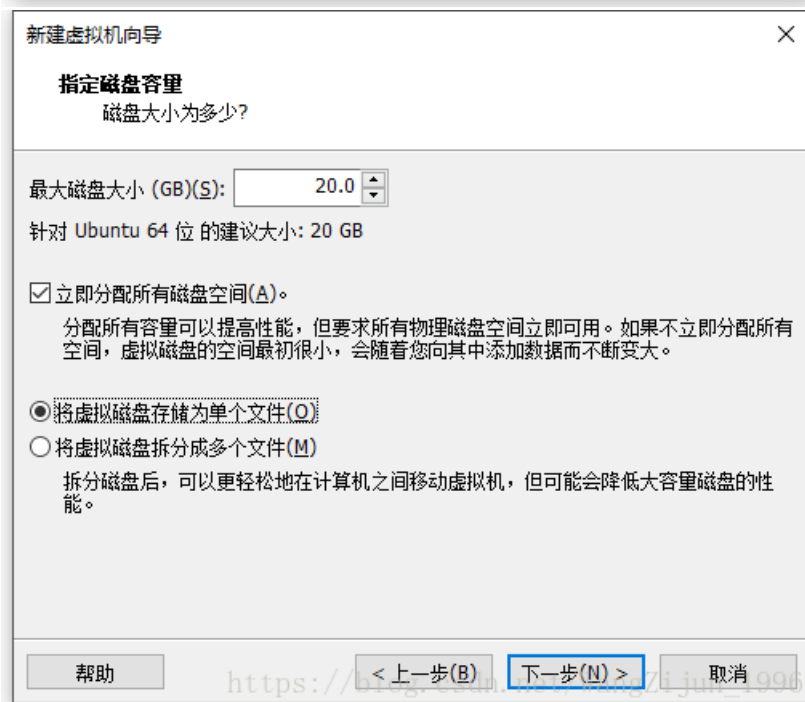 新建虚拟机向导
指定磁盘容量
磁盘大小为多少?
最大磁盘大小 (GB)(S): 20.0
针对 Ubuntu 64 位 的建议大小: 20 GB
立即分配所有磁盘空间(A)。
分配所有容量可以提高性能，但要求所有物理磁盘空间立即可用。如果不立即分配所有
空间，虚拟磁盘的空间最初很小，会随着您向其中添加数据而不断变大。
将虚拟磁盘存储为单个文件(O)
将虚拟磁盘拆分成多个文件(M)
拆分磁盘后，可以更轻松地在计算机之间移动虚拟机，但可能会降低大容量磁盘的性
能。
帮助 < 上一步(B) 下一步(N) > 取消
https://blog.csdn.net/wangZijun_1996